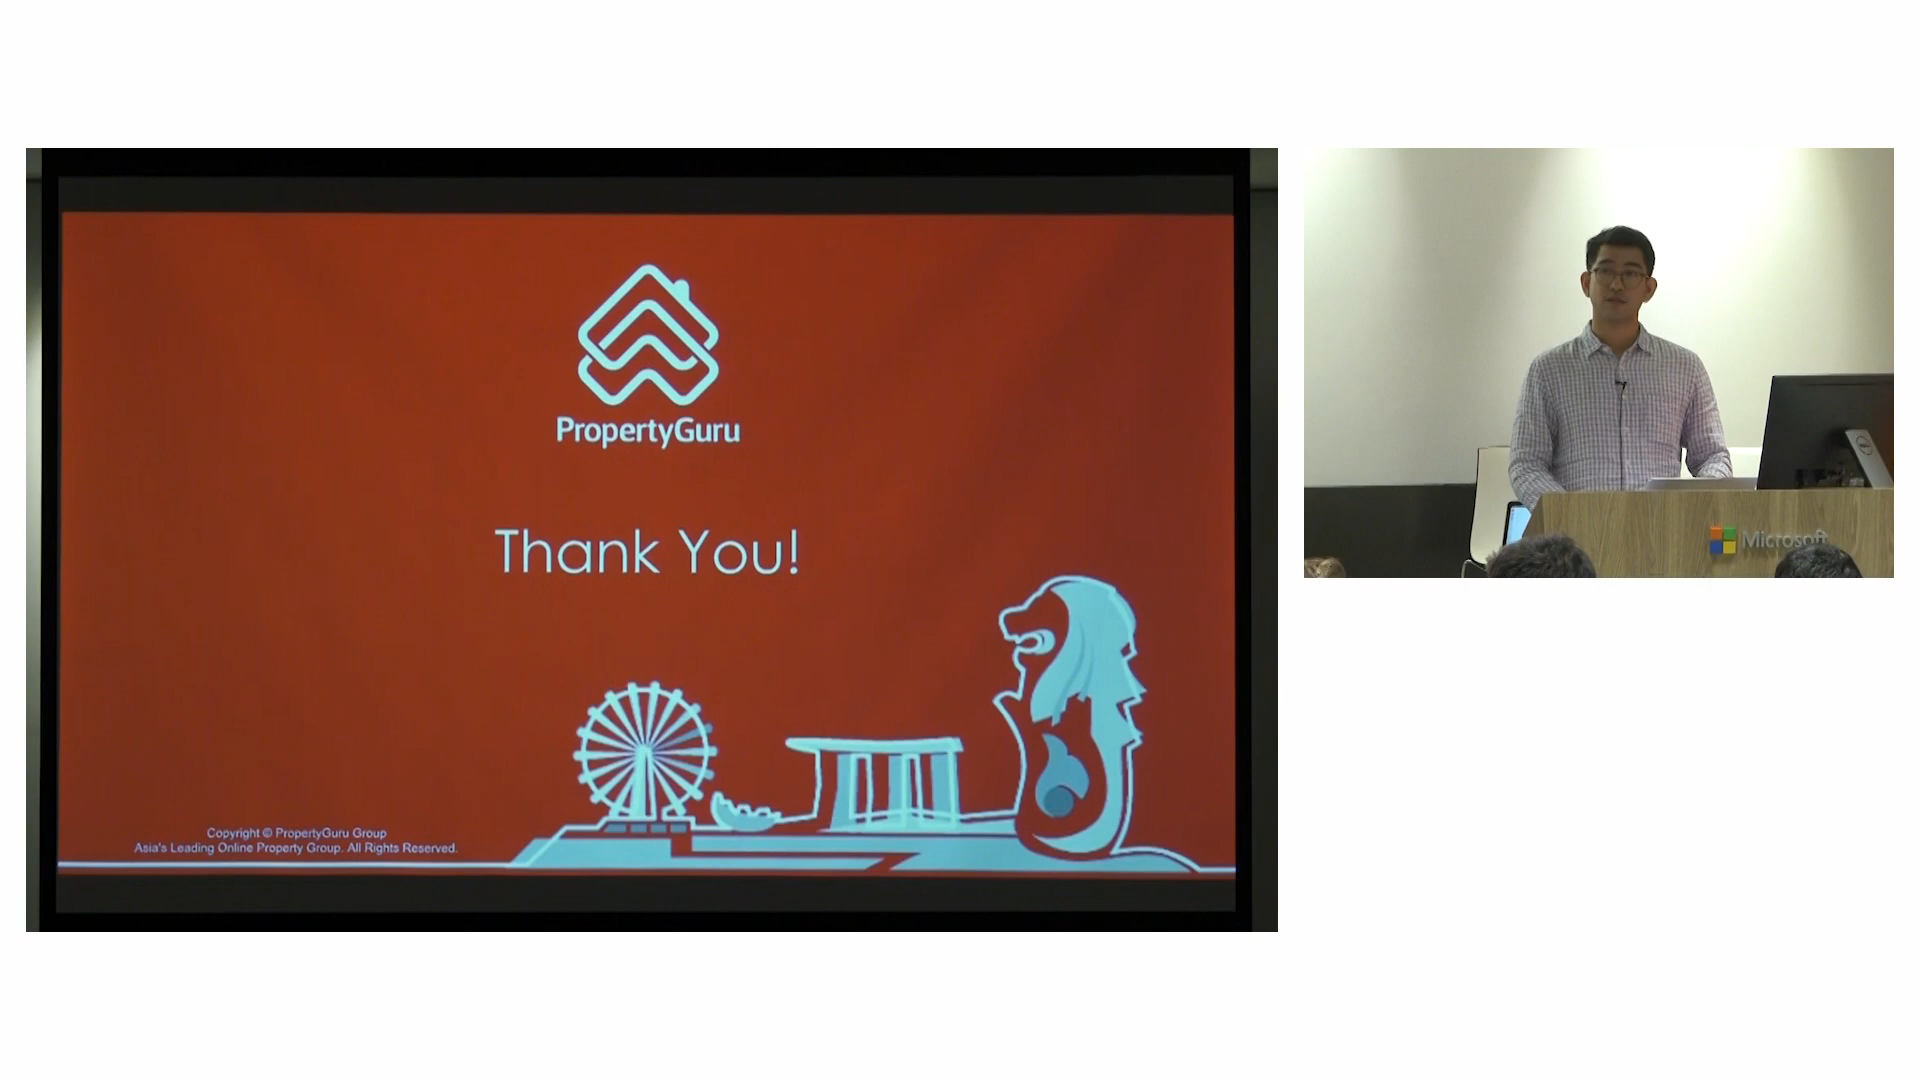 PropertyGuru
Thank You!
Copyright © PropertyGuru Group
Asia's Leading Online Property Group. All Rights Reserved.
Microsoft